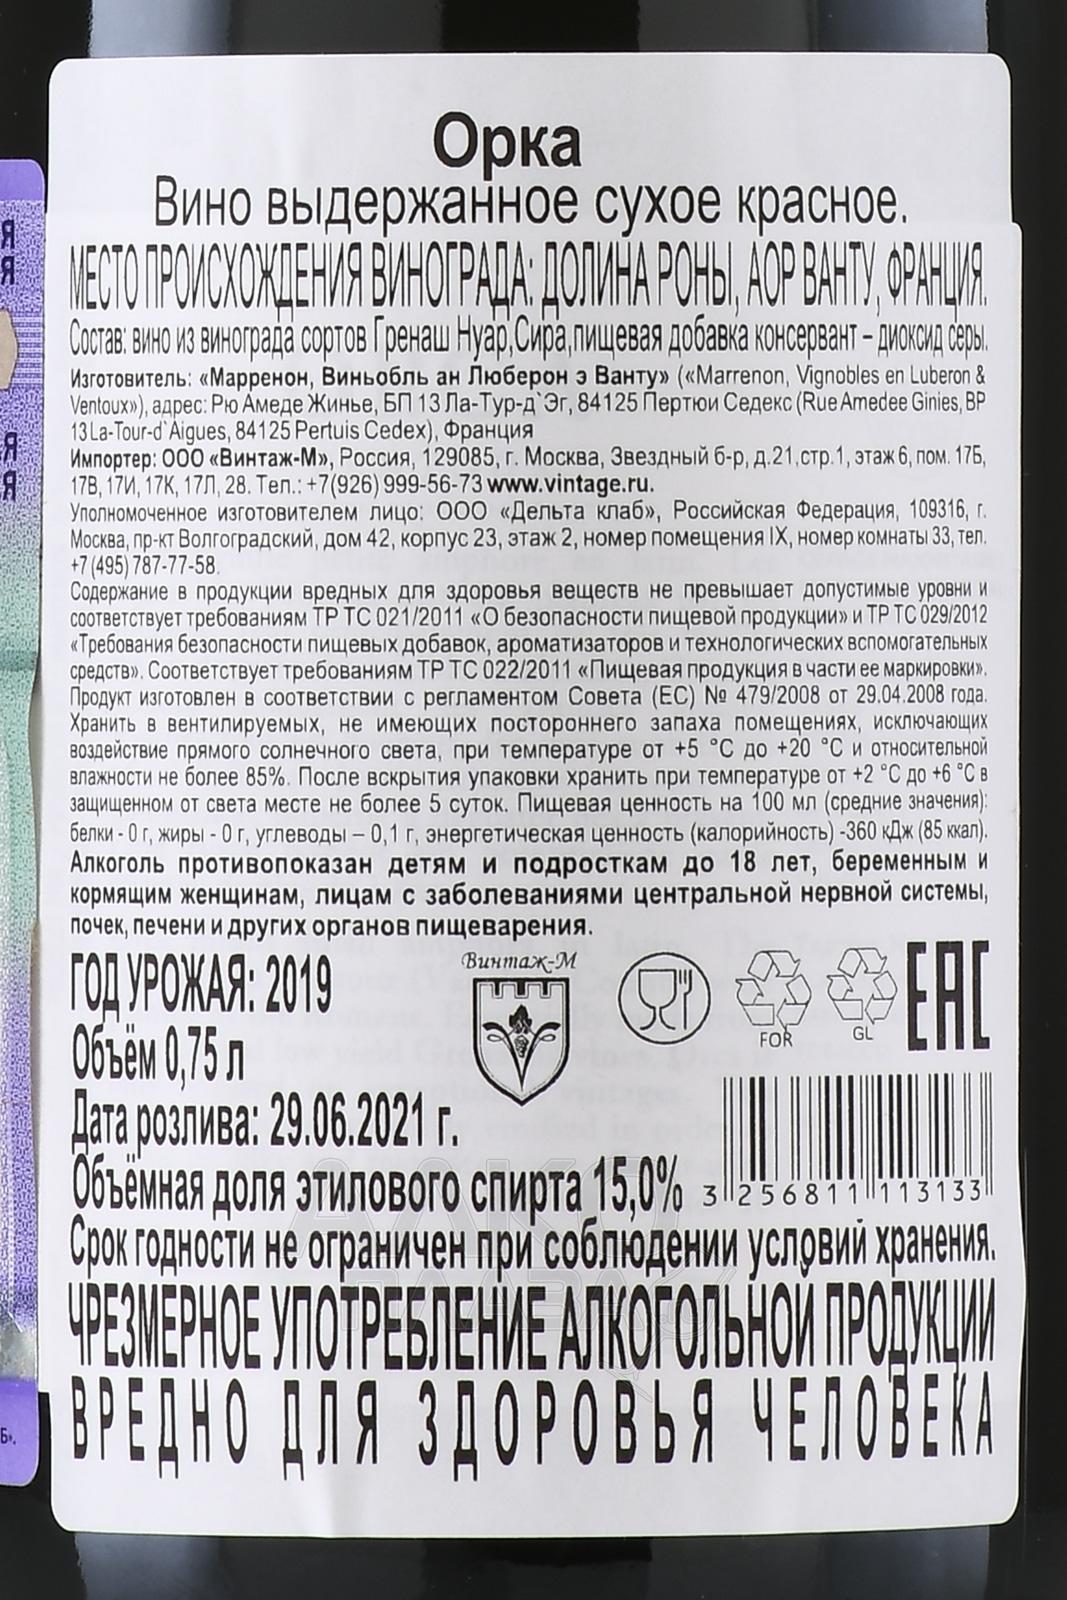 Орка
Вино выдержанное сухое красное.
МЕСТО ПРОИСХОЖДЕНИЯ ВИНОГРАДА: ДОЛИНА РОНЫ, АОР ВАНТУ, ФРАНЦИЯ.
Состав: вино из винограда сортов Гренаш Нуар,Сира,пищевая добавка консервант – диоксид серы.
Изготовитель: «Марренон, Виньобль ан Люберон э Ванту» («Marrenon, Vignobles en Luberon &
Ventoux»), адрес: Рю Амеде Жинье, БП 13 Ла-Тур-д`Эг, 84125 Пертюи Седекс (Rue Amedee Ginies, BP
13 La-Tour-d`Aigues, 84125 Pertuis Cedex), Франция
Импортер: ООО «Винтаж-М», Россия, 129085, г. Москва, Звездный б-р, д.21,стр.1, этаж 6, пом. 17Б,
17В, 17И, 17К, 17Л, 28. Тел.: +7(926) 999-56-73 www.vintage.ru.
Уполномоченное изготовителем лицо: ООО «Дельта клаб», Российская Федерация, 109316, г.
Москва, пр-кт Волгоградский, дом 42, корпус 23, этаж 2, номер помещения IX, номер комнаты 33, тел.
+7 (495) 787-77-58.
Содержание в продукции вредных для здоровья веществ не превышает допустимые уровни и
соответствует требованиям ТР ТС 021/2011 «О безопасности пищевой продукции» и ТР ТС 029/2012
«Требования безопасности пищевых добавок, ароматизаторов и технологических вспомогательных
средств». Соответствует требованиям ТР ТС 022/2011 «Пищевая продукция в части ее маркировки».
Продукт изготовлен в соответствии с регламентом Совета (ЕС) № 479/2008 от 29.04.2008 года.
Хранить в вентилируемых, не имеющих постороннего запаха помещениях, исключающих
воздействие прямого солнечного света, при температуре от +5 °С до +20 °С и относительной
влажности не более 85%. После вскрытия упаковки хранить при температуре от +2 °С до +6 °С в
защищенном от света месте не более 5 суток. Пищевая ценность на 100 мл (средние значения):
белки - 0 г, жиры - 0 г, углеводы – 0,1 г, энергетическая ценность (калорийность) -360 кДж (85 ккал).
Алкоголь противопоказан детям и подросткам до 18 лет, беременным и
кормящим женщинам, лицам с заболеваниями центральной нервной системы,
почек, печени и других органов пищеварения.
ГОД УРОЖАЯ: 2019
Винтаж-М
FOR
GL
ЕАС
Объём 0,75 л
Дата розлива: 29.06.2021 г.
Объёмная доля этилового спирта 15,0%
3 256811 113133
Срок годности не ограничен при соблюдении условий хранения.
ЧРЕЗМЕРНОЕ УПОТРЕБЛЕНИЕ АЛКОГОЛЬНОЙ ПРОДУКЦИИ
ВРЕДНО ДЛЯ ЗДОРОВЬЯ ЧЕЛОВЕКА